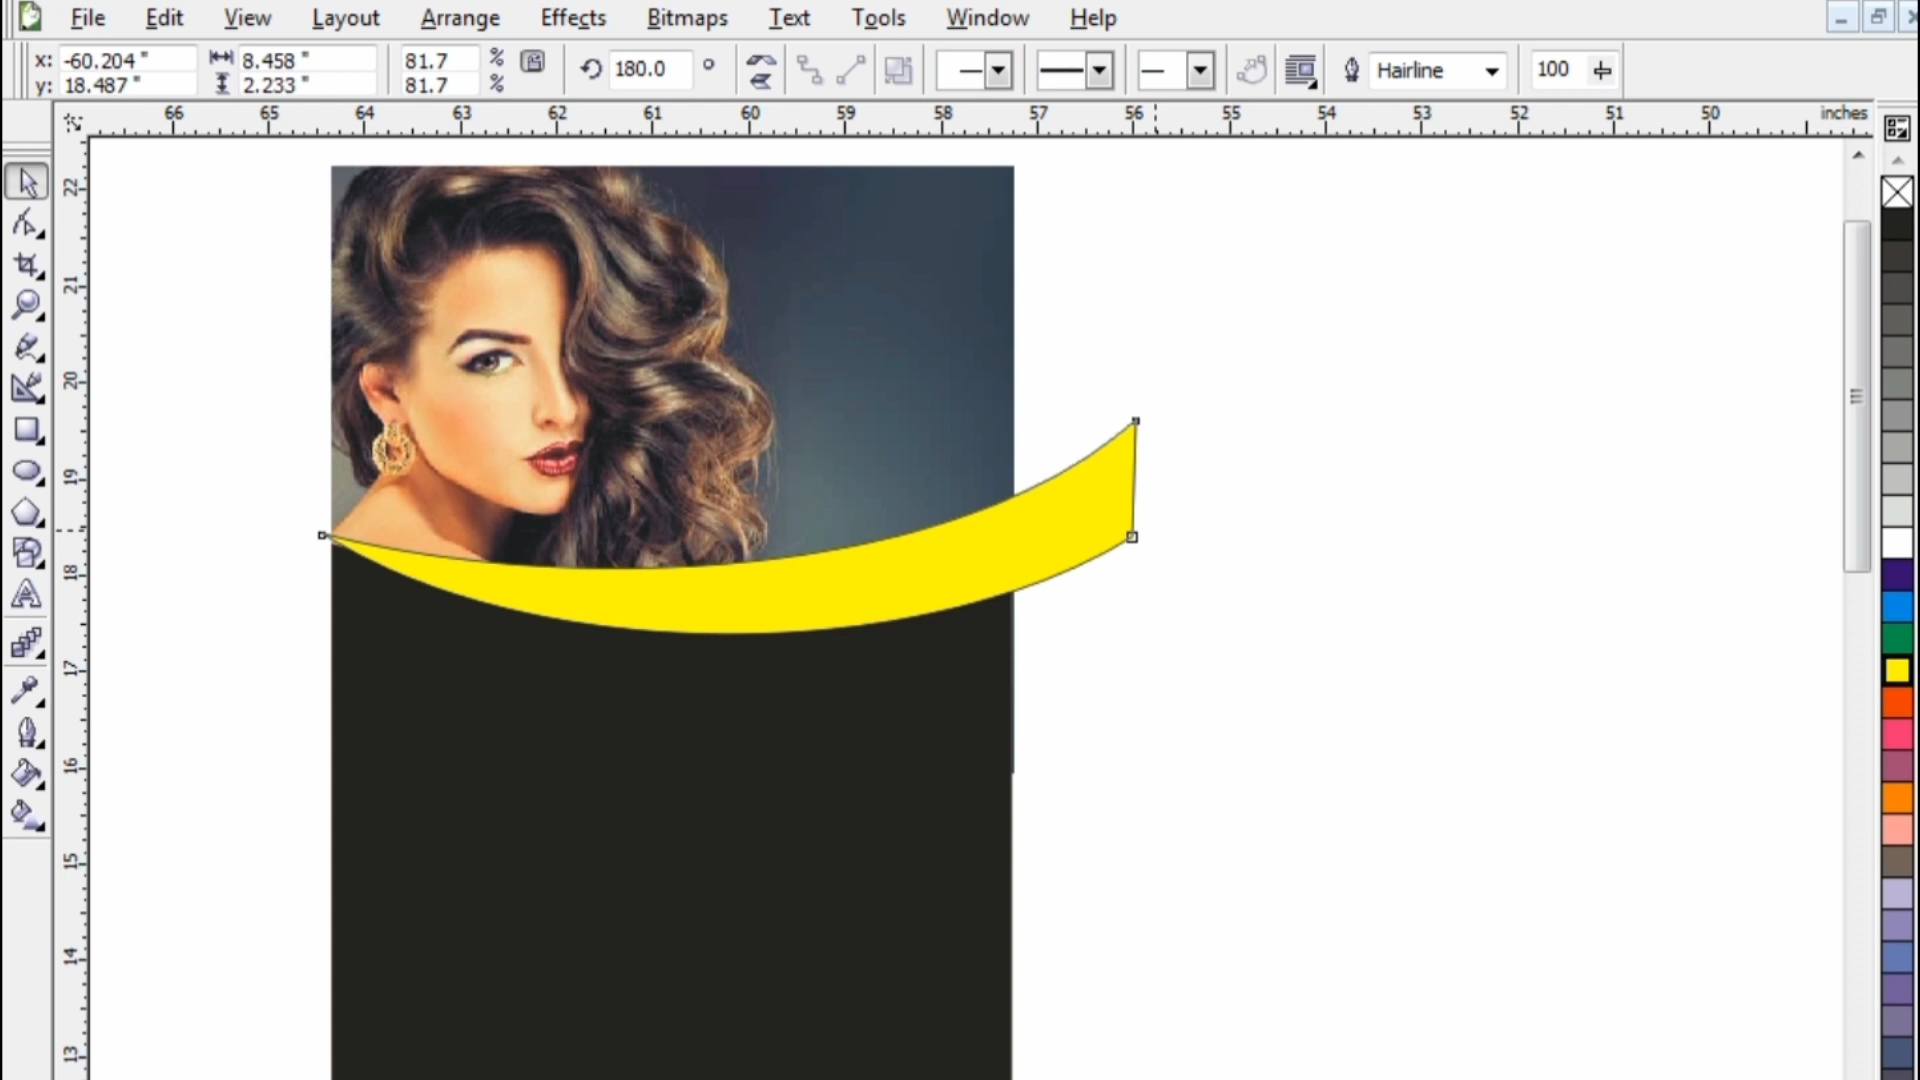 File Edit View Layout Arrange Effects Bitmaps Text Tools Window Help
x: -60.204 " 8.458 " 81.7 % 180.0 ° Hairline 100
y: 18.487 " 2.233 " 81.7 %
66 65 64 63 62 61 60 59 58 57 56 55 54 53 52 51 50 inches
22
21
20
19
18
17
16
15
14
13